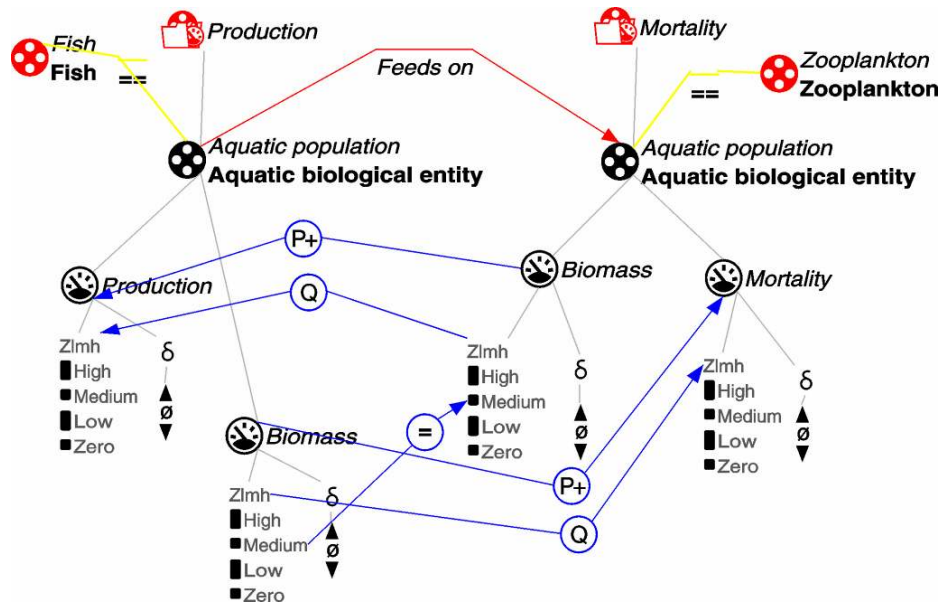 Fish
Fish
==
Production
Feeds on
Mortality
==
Zooplankton
Zooplankton
Aquatic population
Aquatic biological entity
Aquatic population
Aquatic biological entity
P+
Q
Production
Zlmh
High
Medium
Low
Zero
δ
ø
Biomass
Zlmh
High
Medium
Low
Zero
δ
ø
Mortality
Zlmh
High
Medium
Low
Zero
δ
ø
=
Biomass
Zlmh
High
Medium
Low
Zero
δ
ø
P+
Q